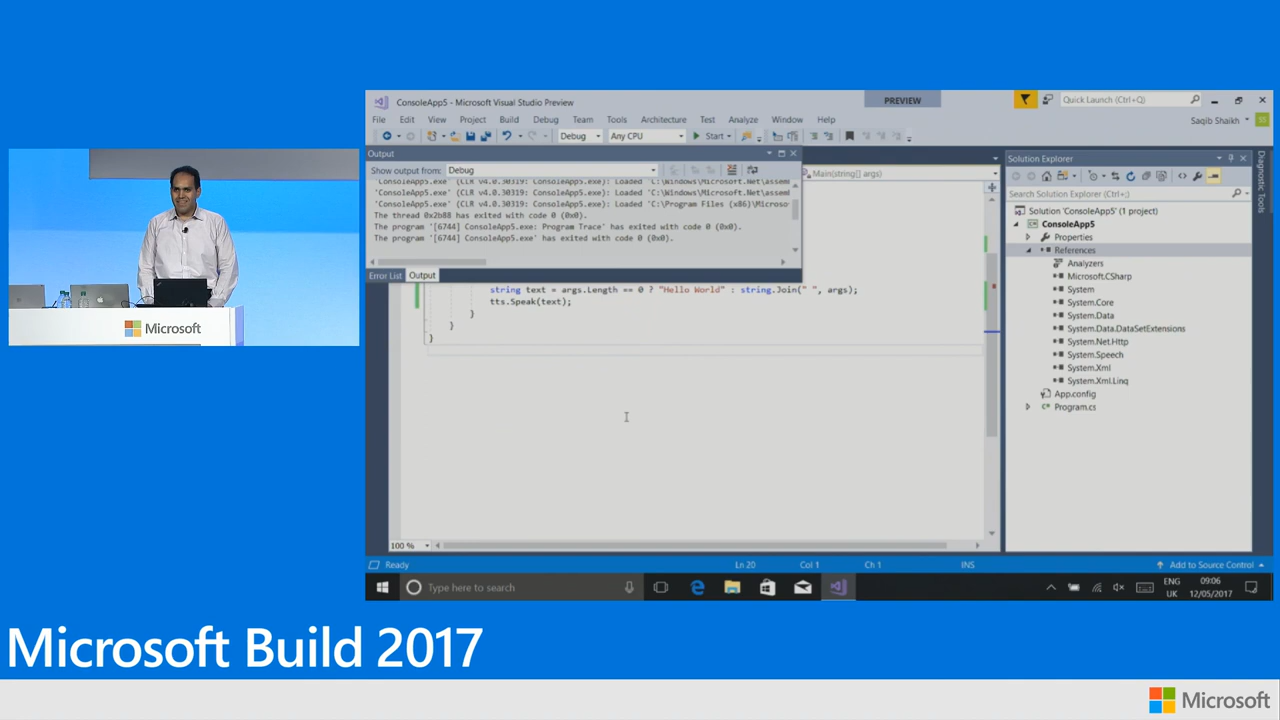 ConsoleApp5 - Microsoft Visual Studio Preview
PREVIEW
Quick Launch (Ctrl+Q)
File Edit View Project Build Debug Team Tools Architecture Test Analyze Window Help
Saqib Shaikh
SS
Debug Any CPU Start
Output
Show output from: Debug
'ConsoleApp5.exe' (CLR v4.0.30319: ConsoleApp5.exe): Loaded 'C:\Windows\Microsoft.Net\assem
'ConsoleApp5.exe' (CLR v4.0.30319: ConsoleApp5.exe): Loaded 'C:\Windows\Microsoft.Net\assem
'ConsoleApp5.exe' (CLR v4.0.30319: ConsoleApp5.exe): Loaded 'C:\Program Files (x86)\Microso
The thread 0x2b88 has exited with code 0 (0x0).
The program '[6744] ConsoleApp5.exe: Program Trace' has exited with code 0 (0x0).
The program '[6744] ConsoleApp5.exe' has exited with code 0 (0x0).
Error List Output
Main(string[] args)
string text = args.Length == 0 ? "Hello World" : string.Join(" ", args);
tts.Speak(text);
}
}
}
100 %
Solution Explorer
Search Solution Explorer (Ctrl+;)
Solution 'ConsoleApp5' (1 project)
ConsoleApp5
Properties
References
Analyzers
Microsoft.CSharp
System
System.Core
System.Data
System.Data.DataSetExtensions
System.Net.Http
System.Speech
System.Xml
System.Xml.Linq
App.config
C# Program.cs
Diagnostic Tools
Ready Ln 20 Col 1 Ch 1 INS Add to Source Control
Type here to search
ENG
UK
09:06
12/05/2017
Microsoft
Microsoft Build 2017
Microsoft